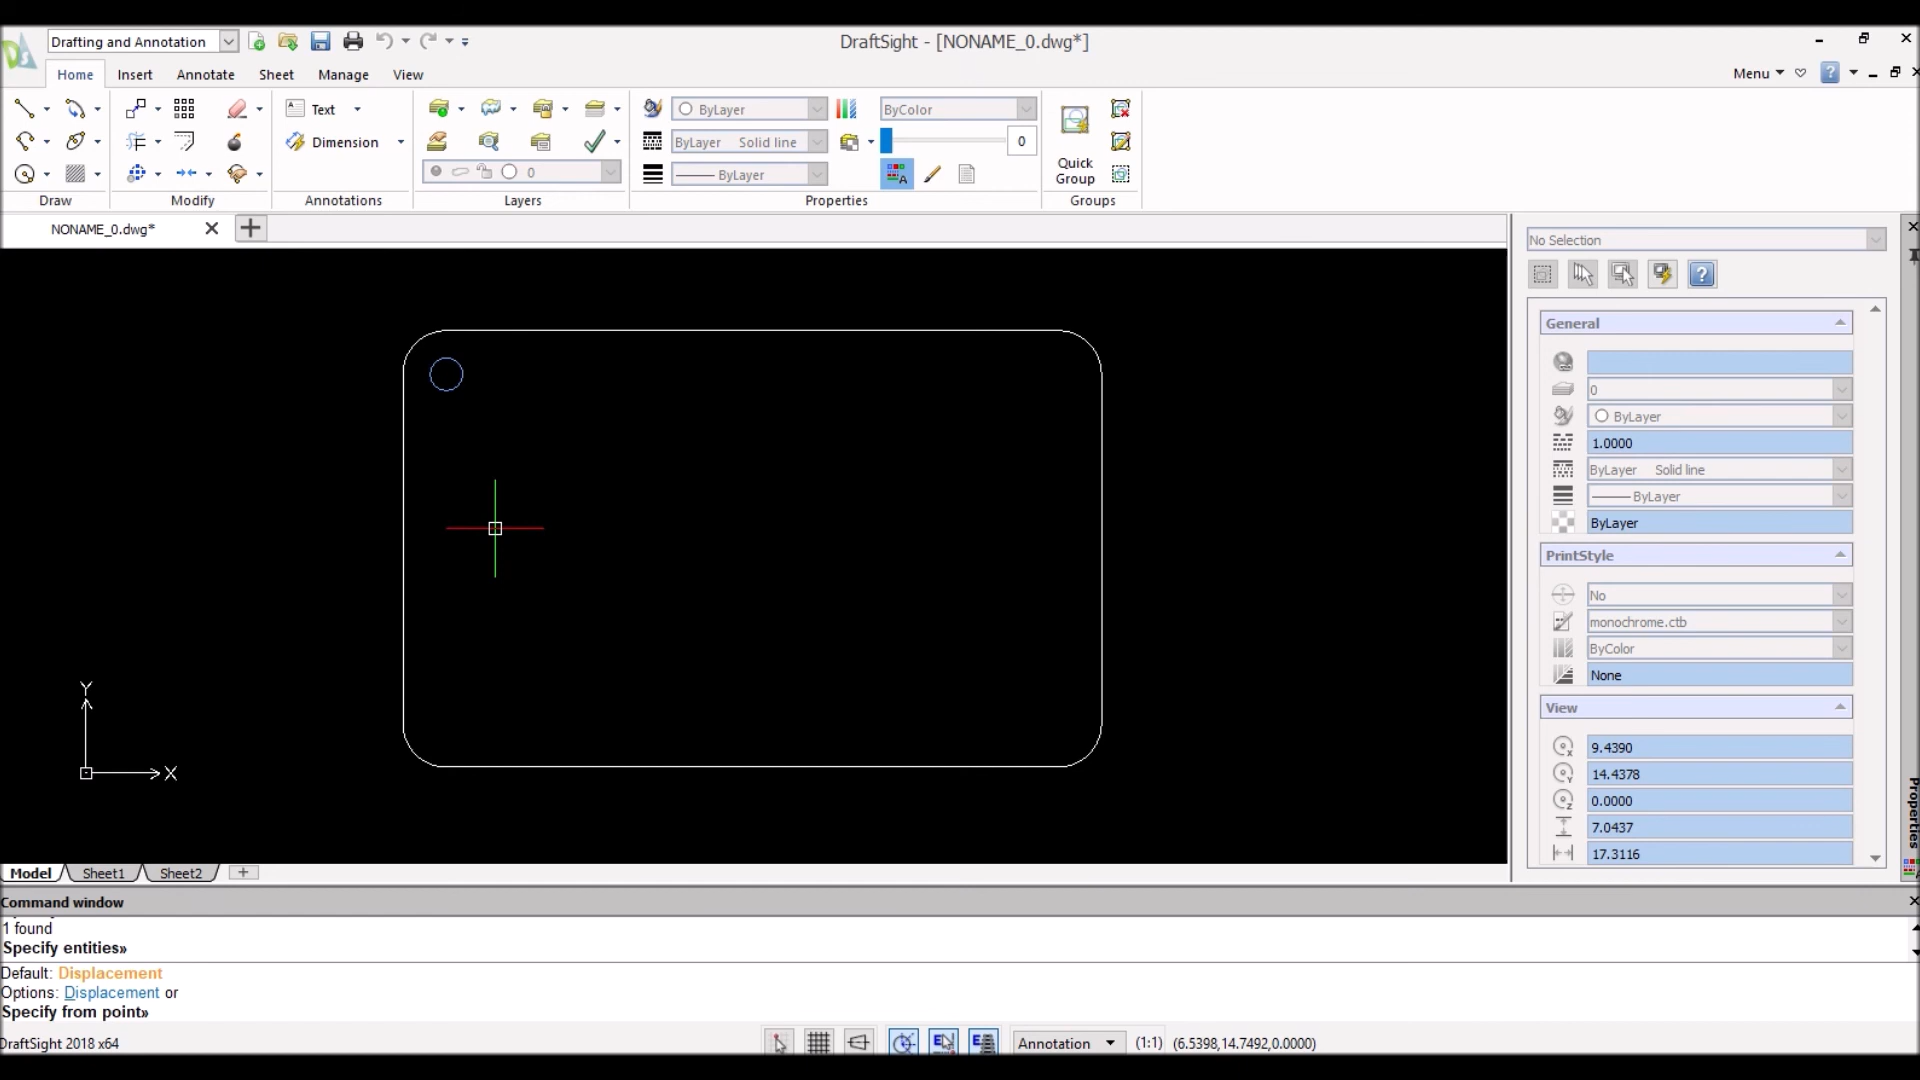 Drafting and Annotation
DraftSight - [NONAME_0.dwg*]
Home Insert Annotate Sheet Manage View
Menu
Text
ByLayer
ByColor
Dimension
ByLayer Solid line
0
0
ByLayer
Quick
Group
Draw Modify Annotations Layers Properties Groups
NONAME_0.dwg*
No Selection
General
0
ByLayer
1.0000
ByLayer Solid line
ByLayer
ByLayer
PrintStyle
No
monochrome.ctb
ByColor
None
View
9.4390
14.4378
0.0000
7.0437
17.3116
Properties
Y
X
Model Sheet1 Sheet2
Command window
1 found
Specify entities»
Default: Displacement
Options: Displacement or
Specify from point»
DraftSight 2018 x64
Annotation (1:1) (6.5398,14.7492,0.0000)